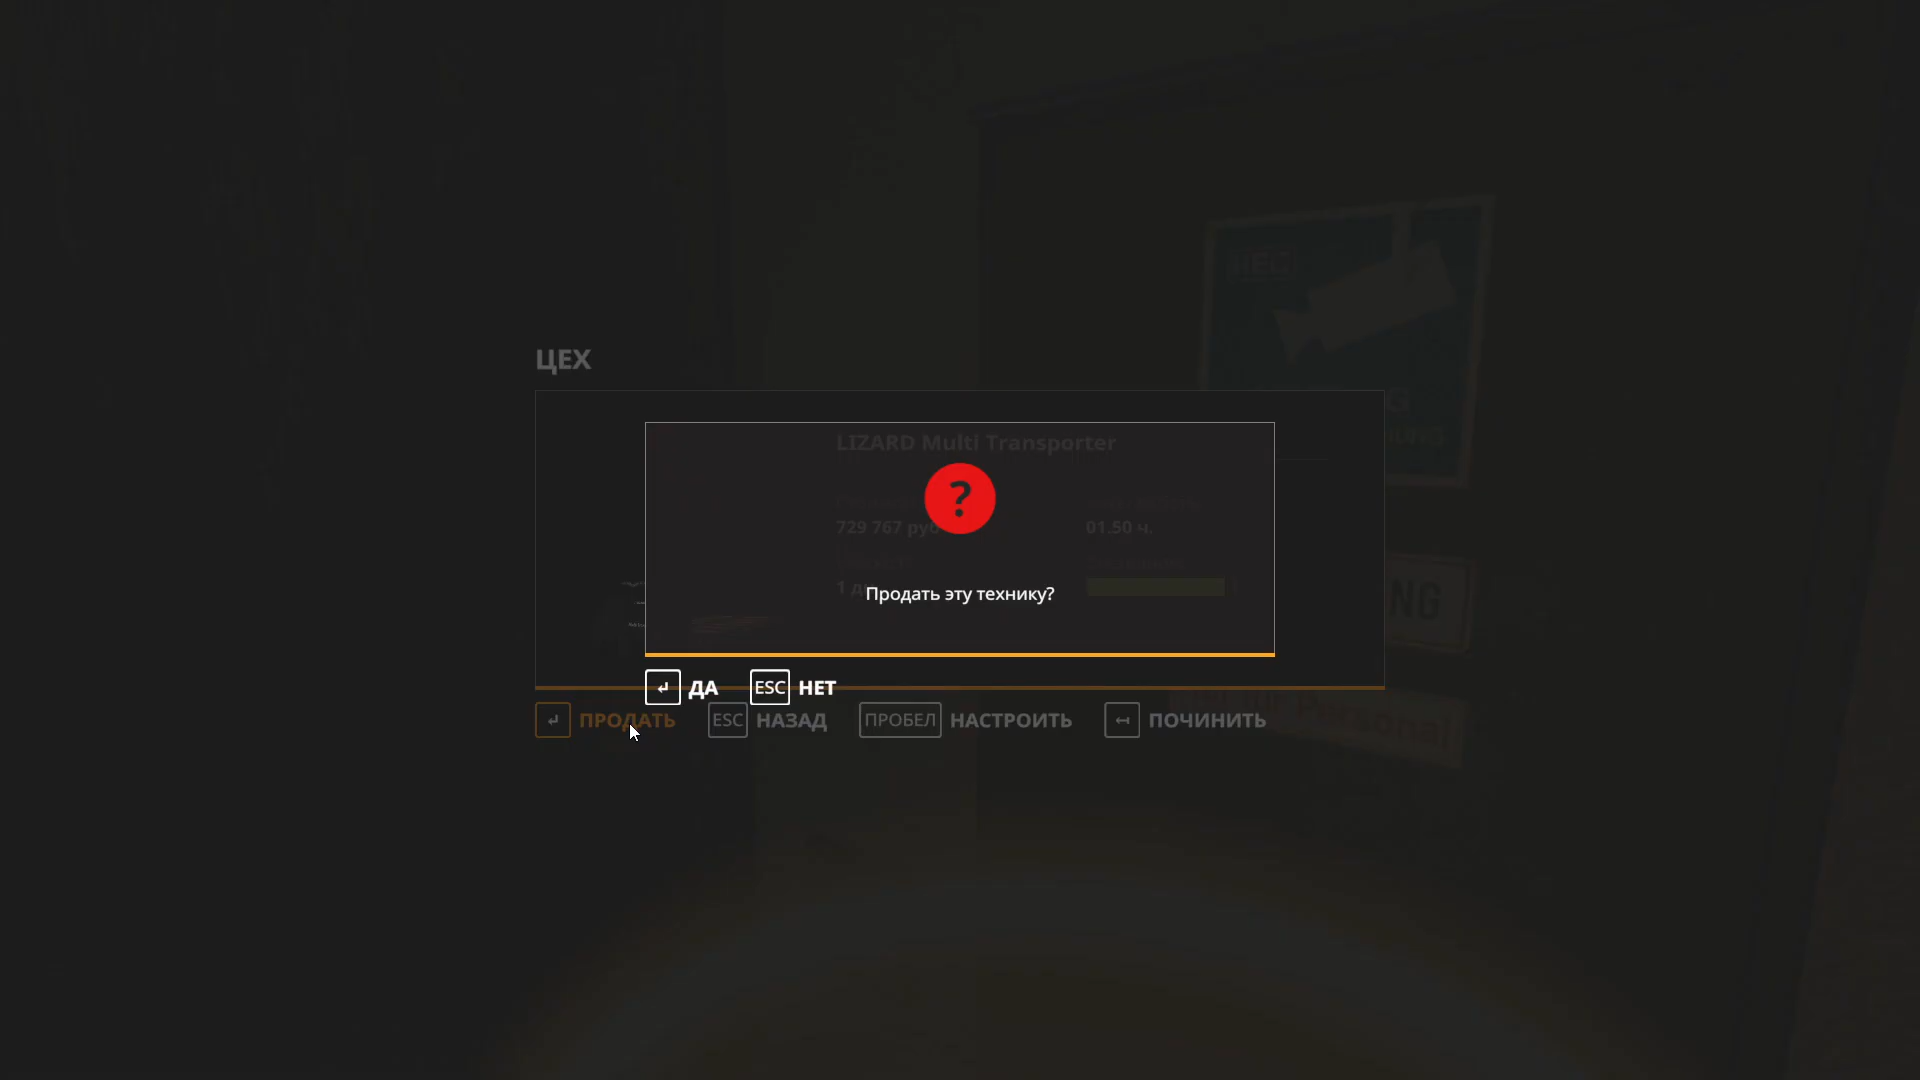 ЦЕХ
LIZARD Multi Transporter
729 767 руб
01.50 ч.
Продать эту технику?
ДА
ESC НЕТ
ПРОДАТЬ
ESC НАЗАД
ПРОБЕЛ НАСТРОИТЬ
ПОЧИНИТЬ